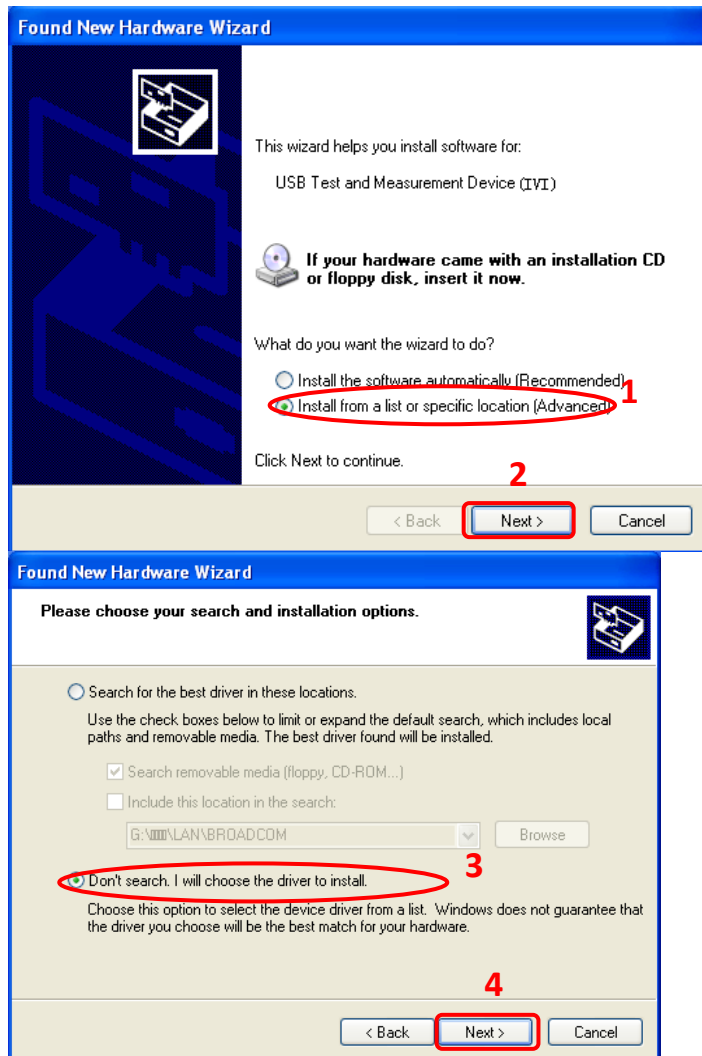 Found New Hardware Wizard
This wizard helps you install software for:
USB Test and Measurement Device (IVI)
If your hardware came with an installation CD
or floppy disk, insert it now.
What do you want the wizard to do?
Install the software automatically (Recommended)
Install from a list or specific location (Advanced)
1
Click Next to continue.
2
< Back
Next >
Cancel
Found New Hardware Wizard
Please choose your search and installation options.
Search for the best driver in these locations.
Use the check boxes below to limit or expand the default search, which includes local
paths and removable media. The best driver found will be installed.
Search removable media (floppy, CD-ROM...)
Include this location in the search:
G:\ \LAN\BROADCOM
Browse
3
Don't search. I will choose the driver to install.
Choose this option to select the device driver from a list. Windows does not guarantee that
the driver you choose will be the best match for your hardware.
4
< Back
Next >
Cancel